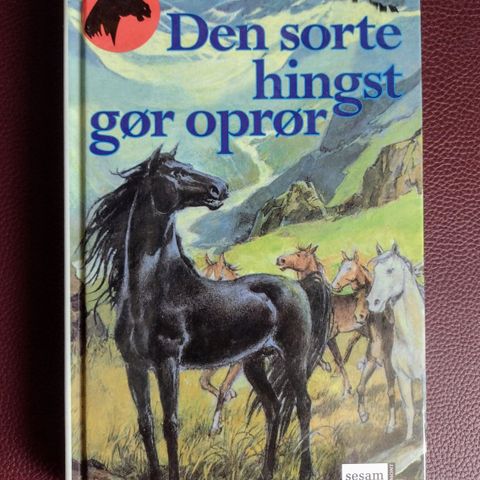 Den sorte
hingst
gør oprør
sesam